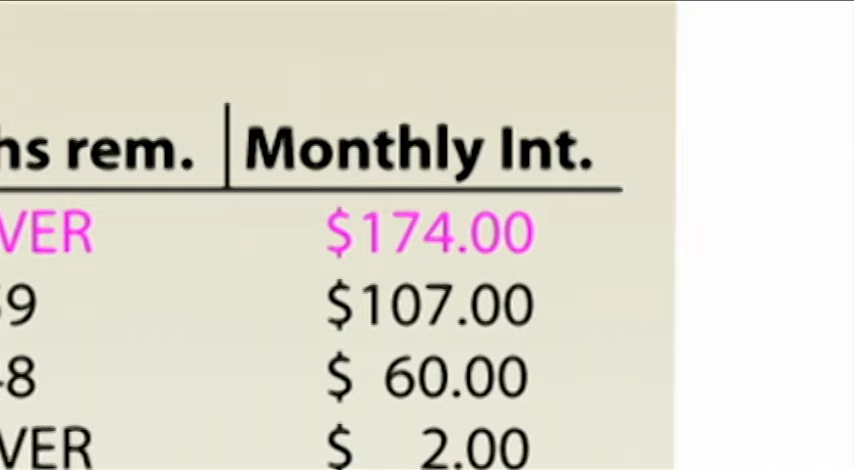 hs rem. Monthly Int.
VER $174.00
9 $107.00
8 $ 60.00
VER $ 2.00